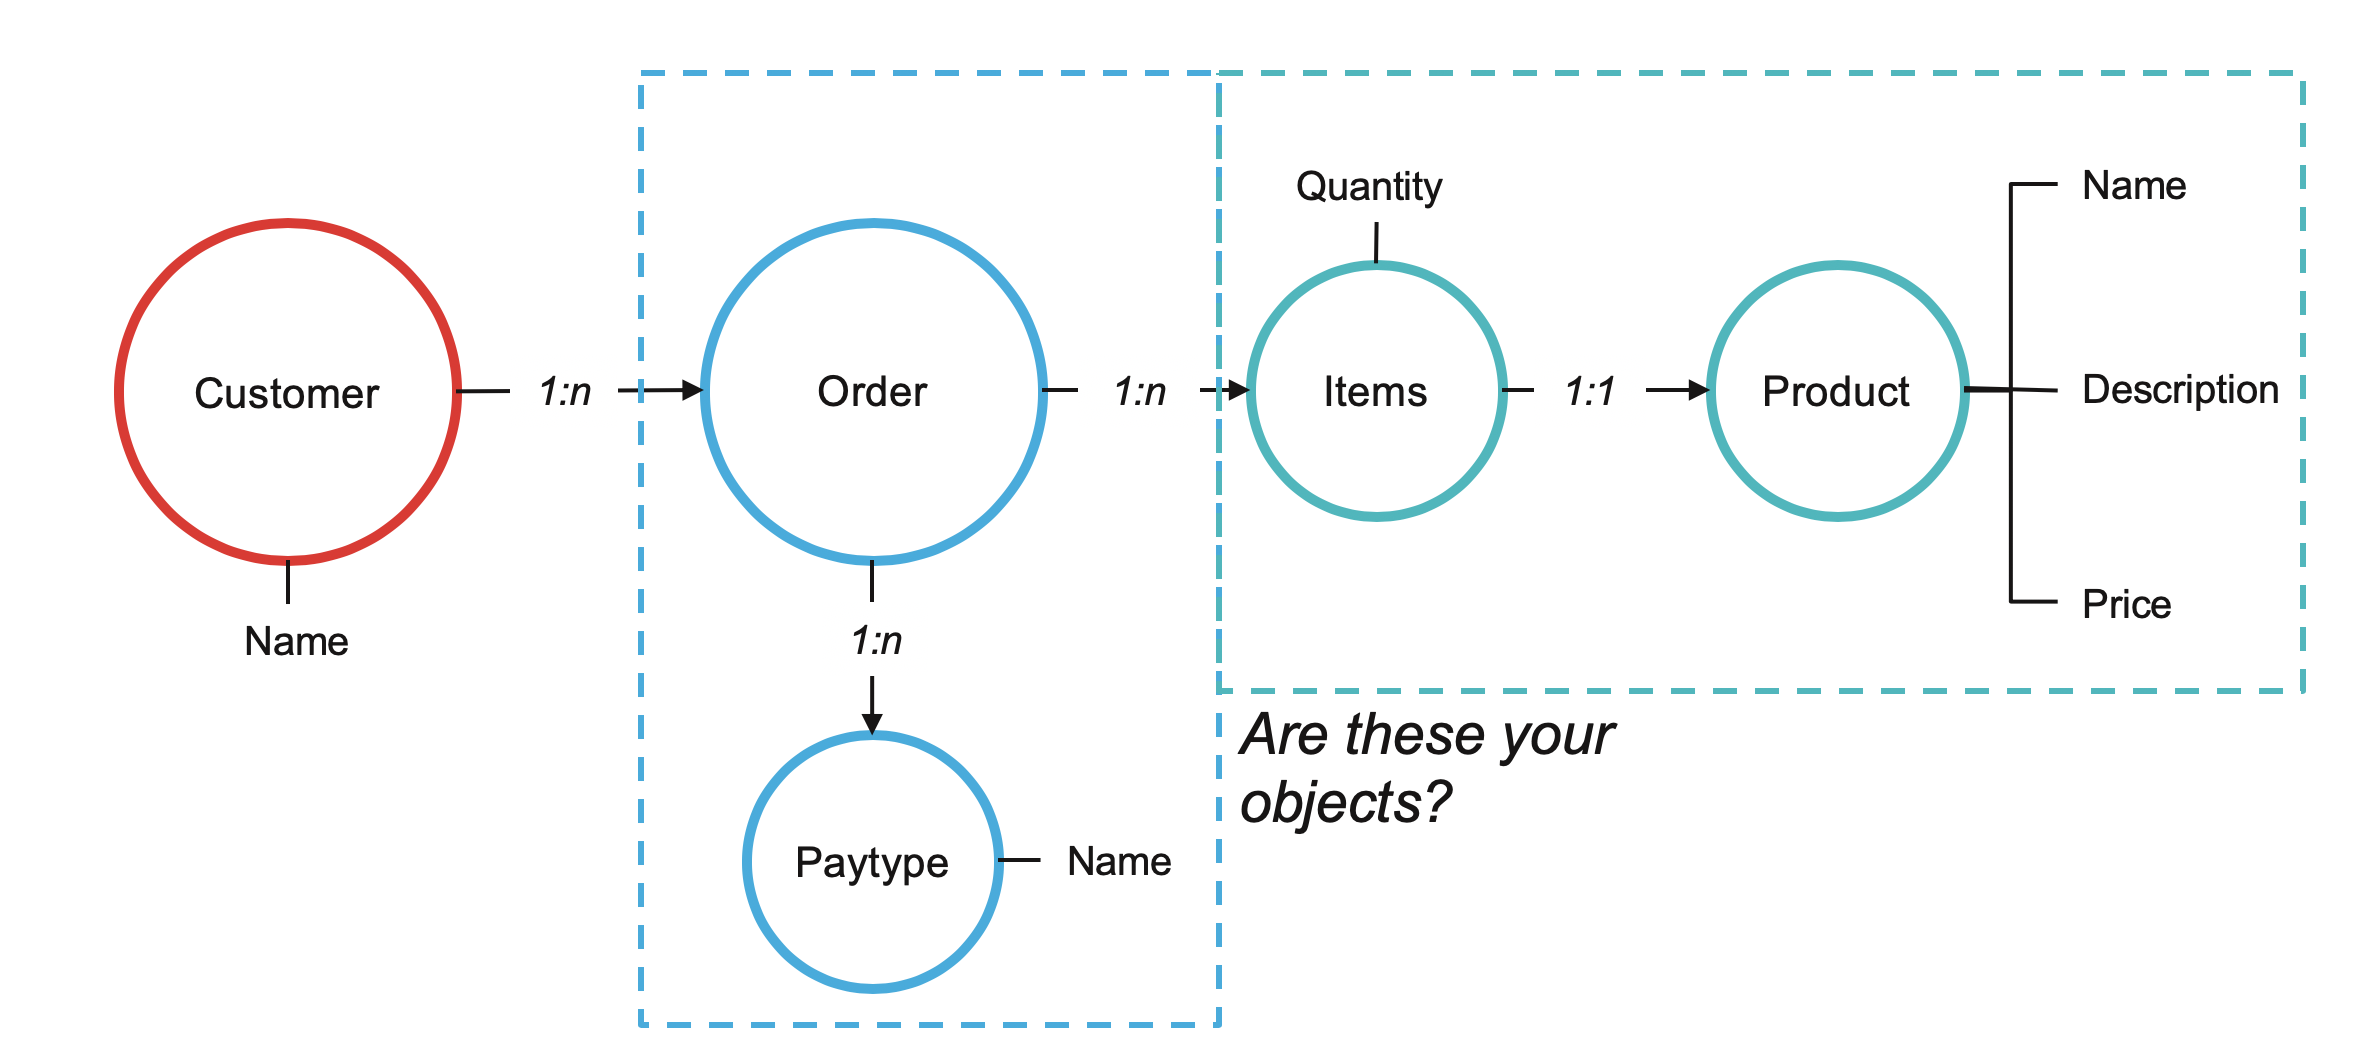 Customer
1:n
Name
Order
1:n
1:n
Paytype
Name
Quantity
Items
1:1
Product
Name
Description
Price
Are these your
objects?